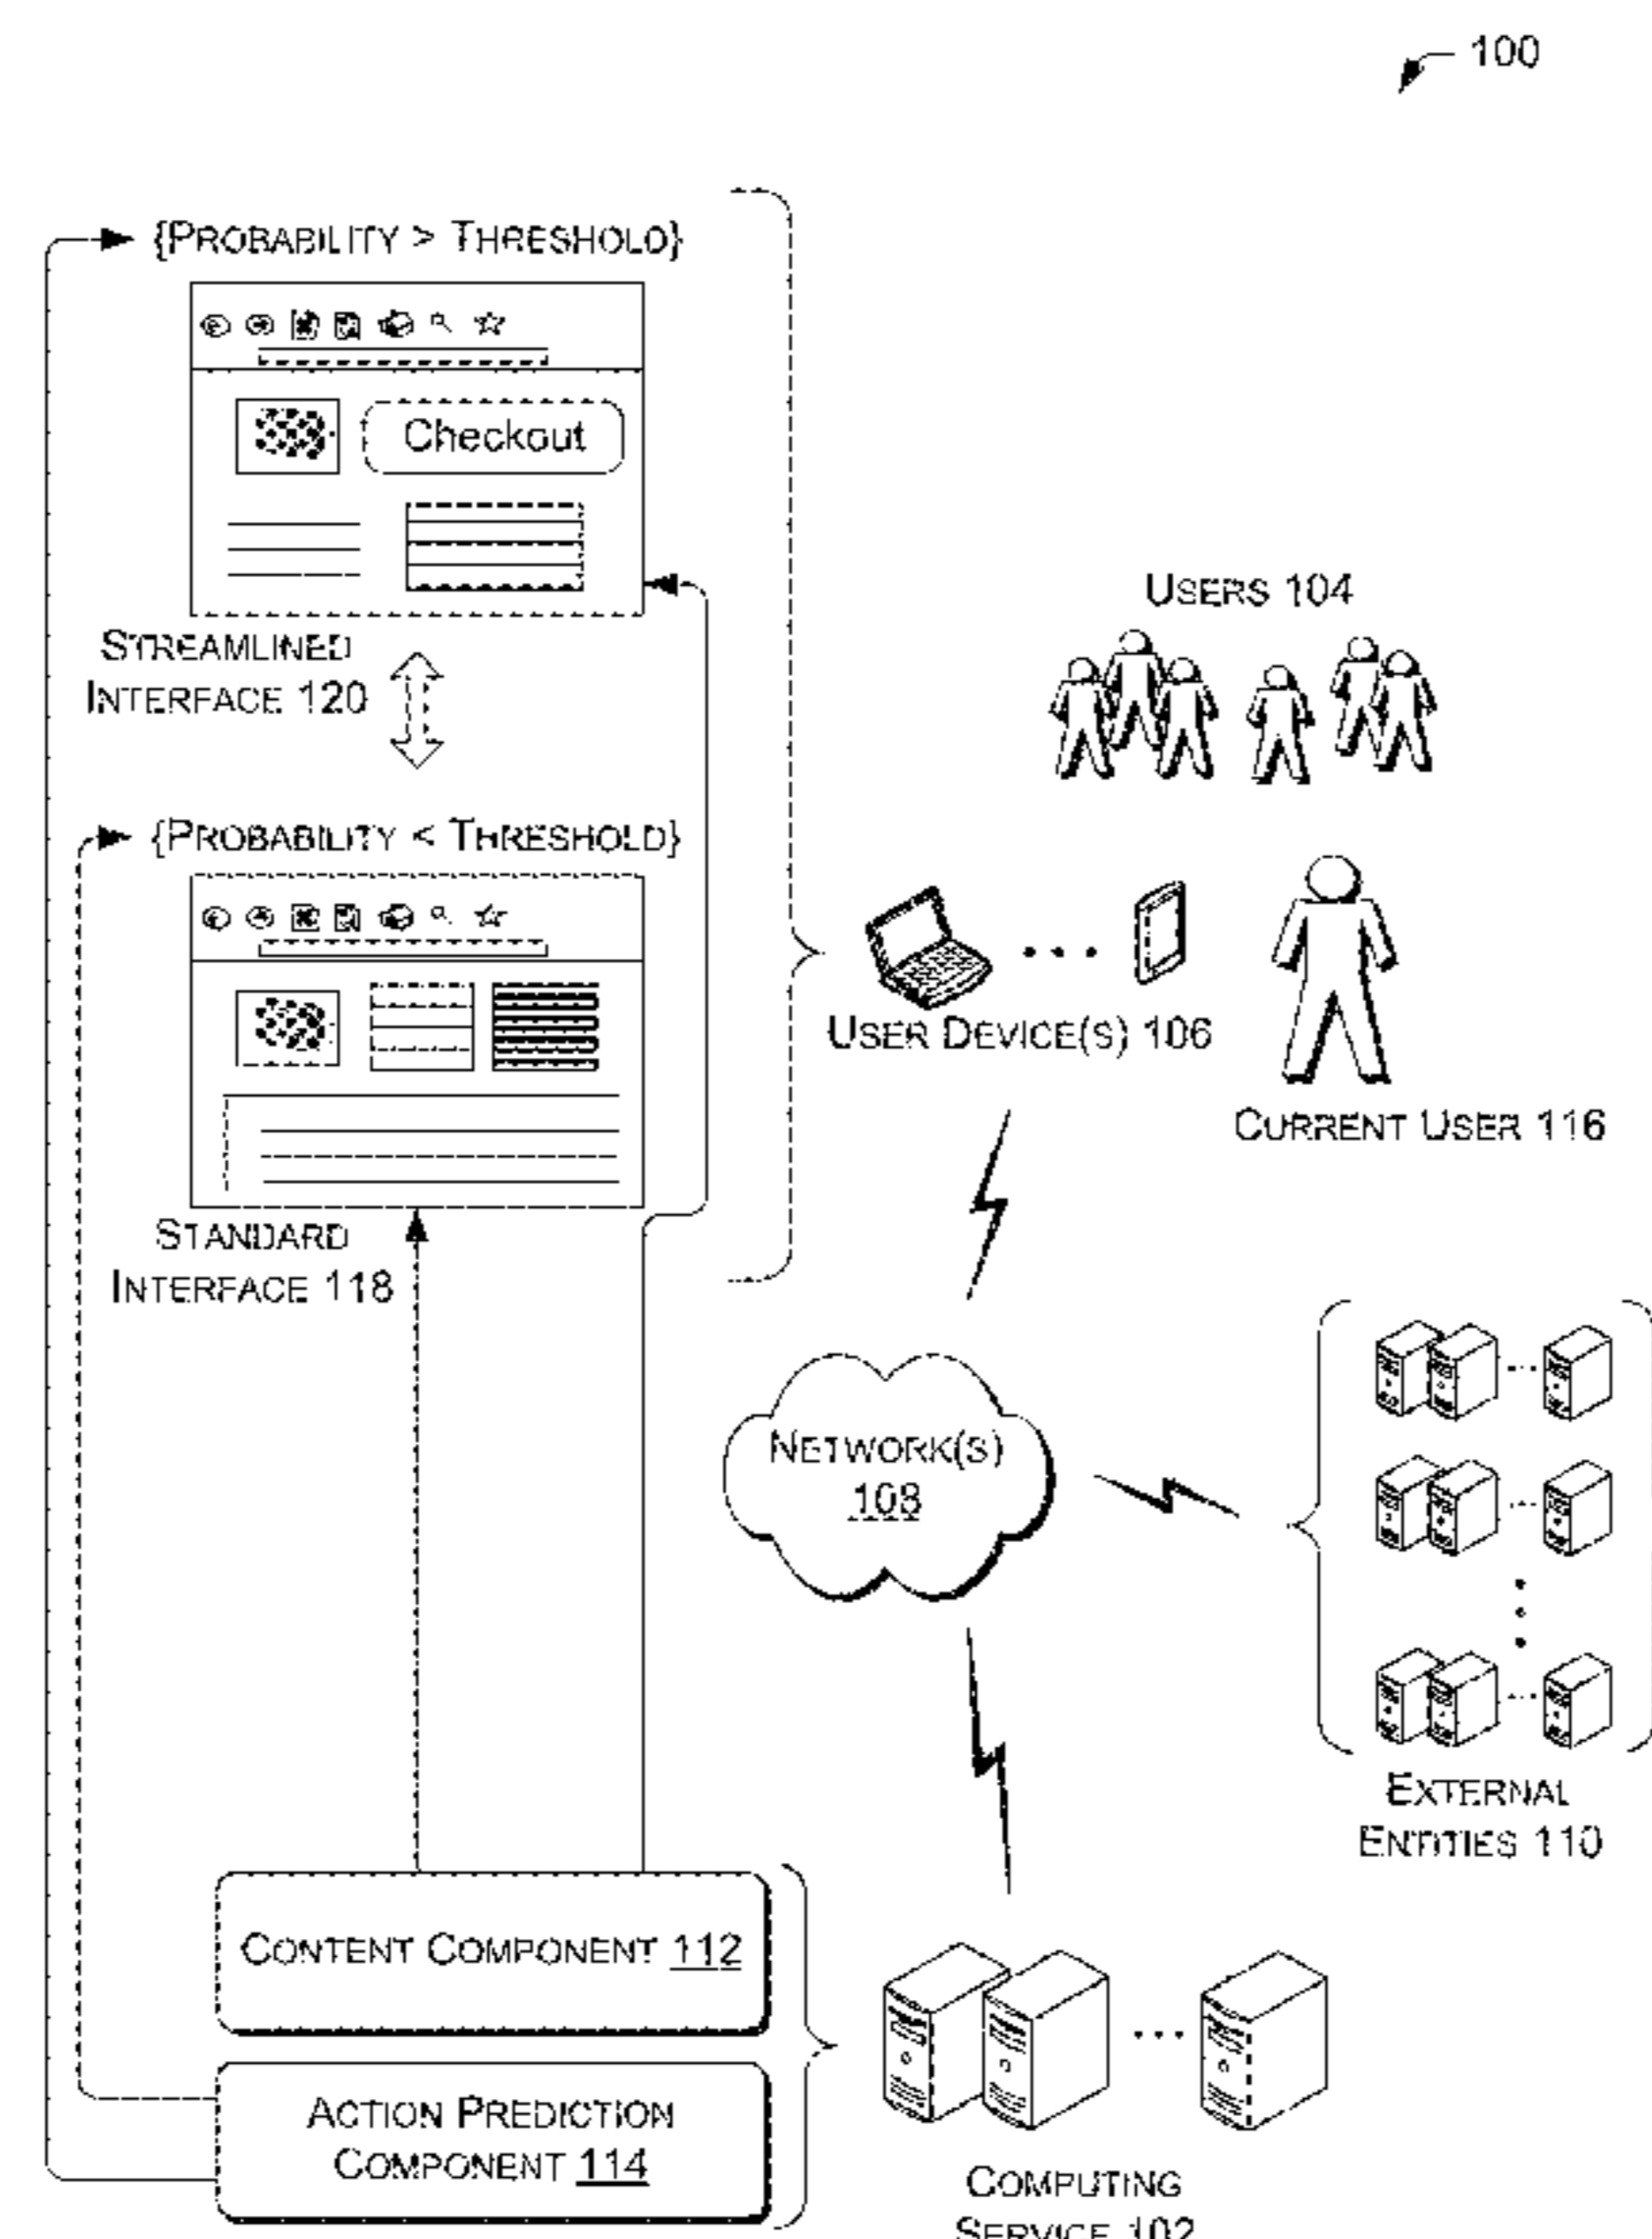 100
{PROBABILITY > THRESHOLD}
Checkout
STREAMLINED
INTERFACE 120
{PROBABILITY < THRESHOLD}
STANDARD
INTERFACE 118
USERS 104
USER DEVICE(S) 106
CURRENT USER 116
NETWORK(S)
108
EXTERNAL
ENTITIES 110
CONTENT COMPONENT 112
ACTION PREDICTION
COMPONENT 114
COMPUTING
SERVICE 102